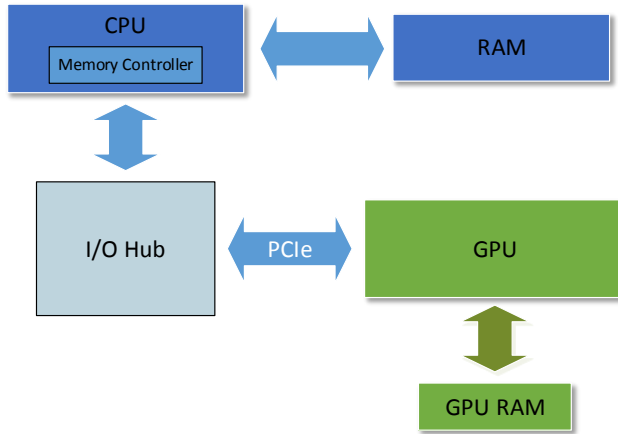 CPU
Memory Controller
RAM
I/O Hub
PCIe
GPU
GPU RAM